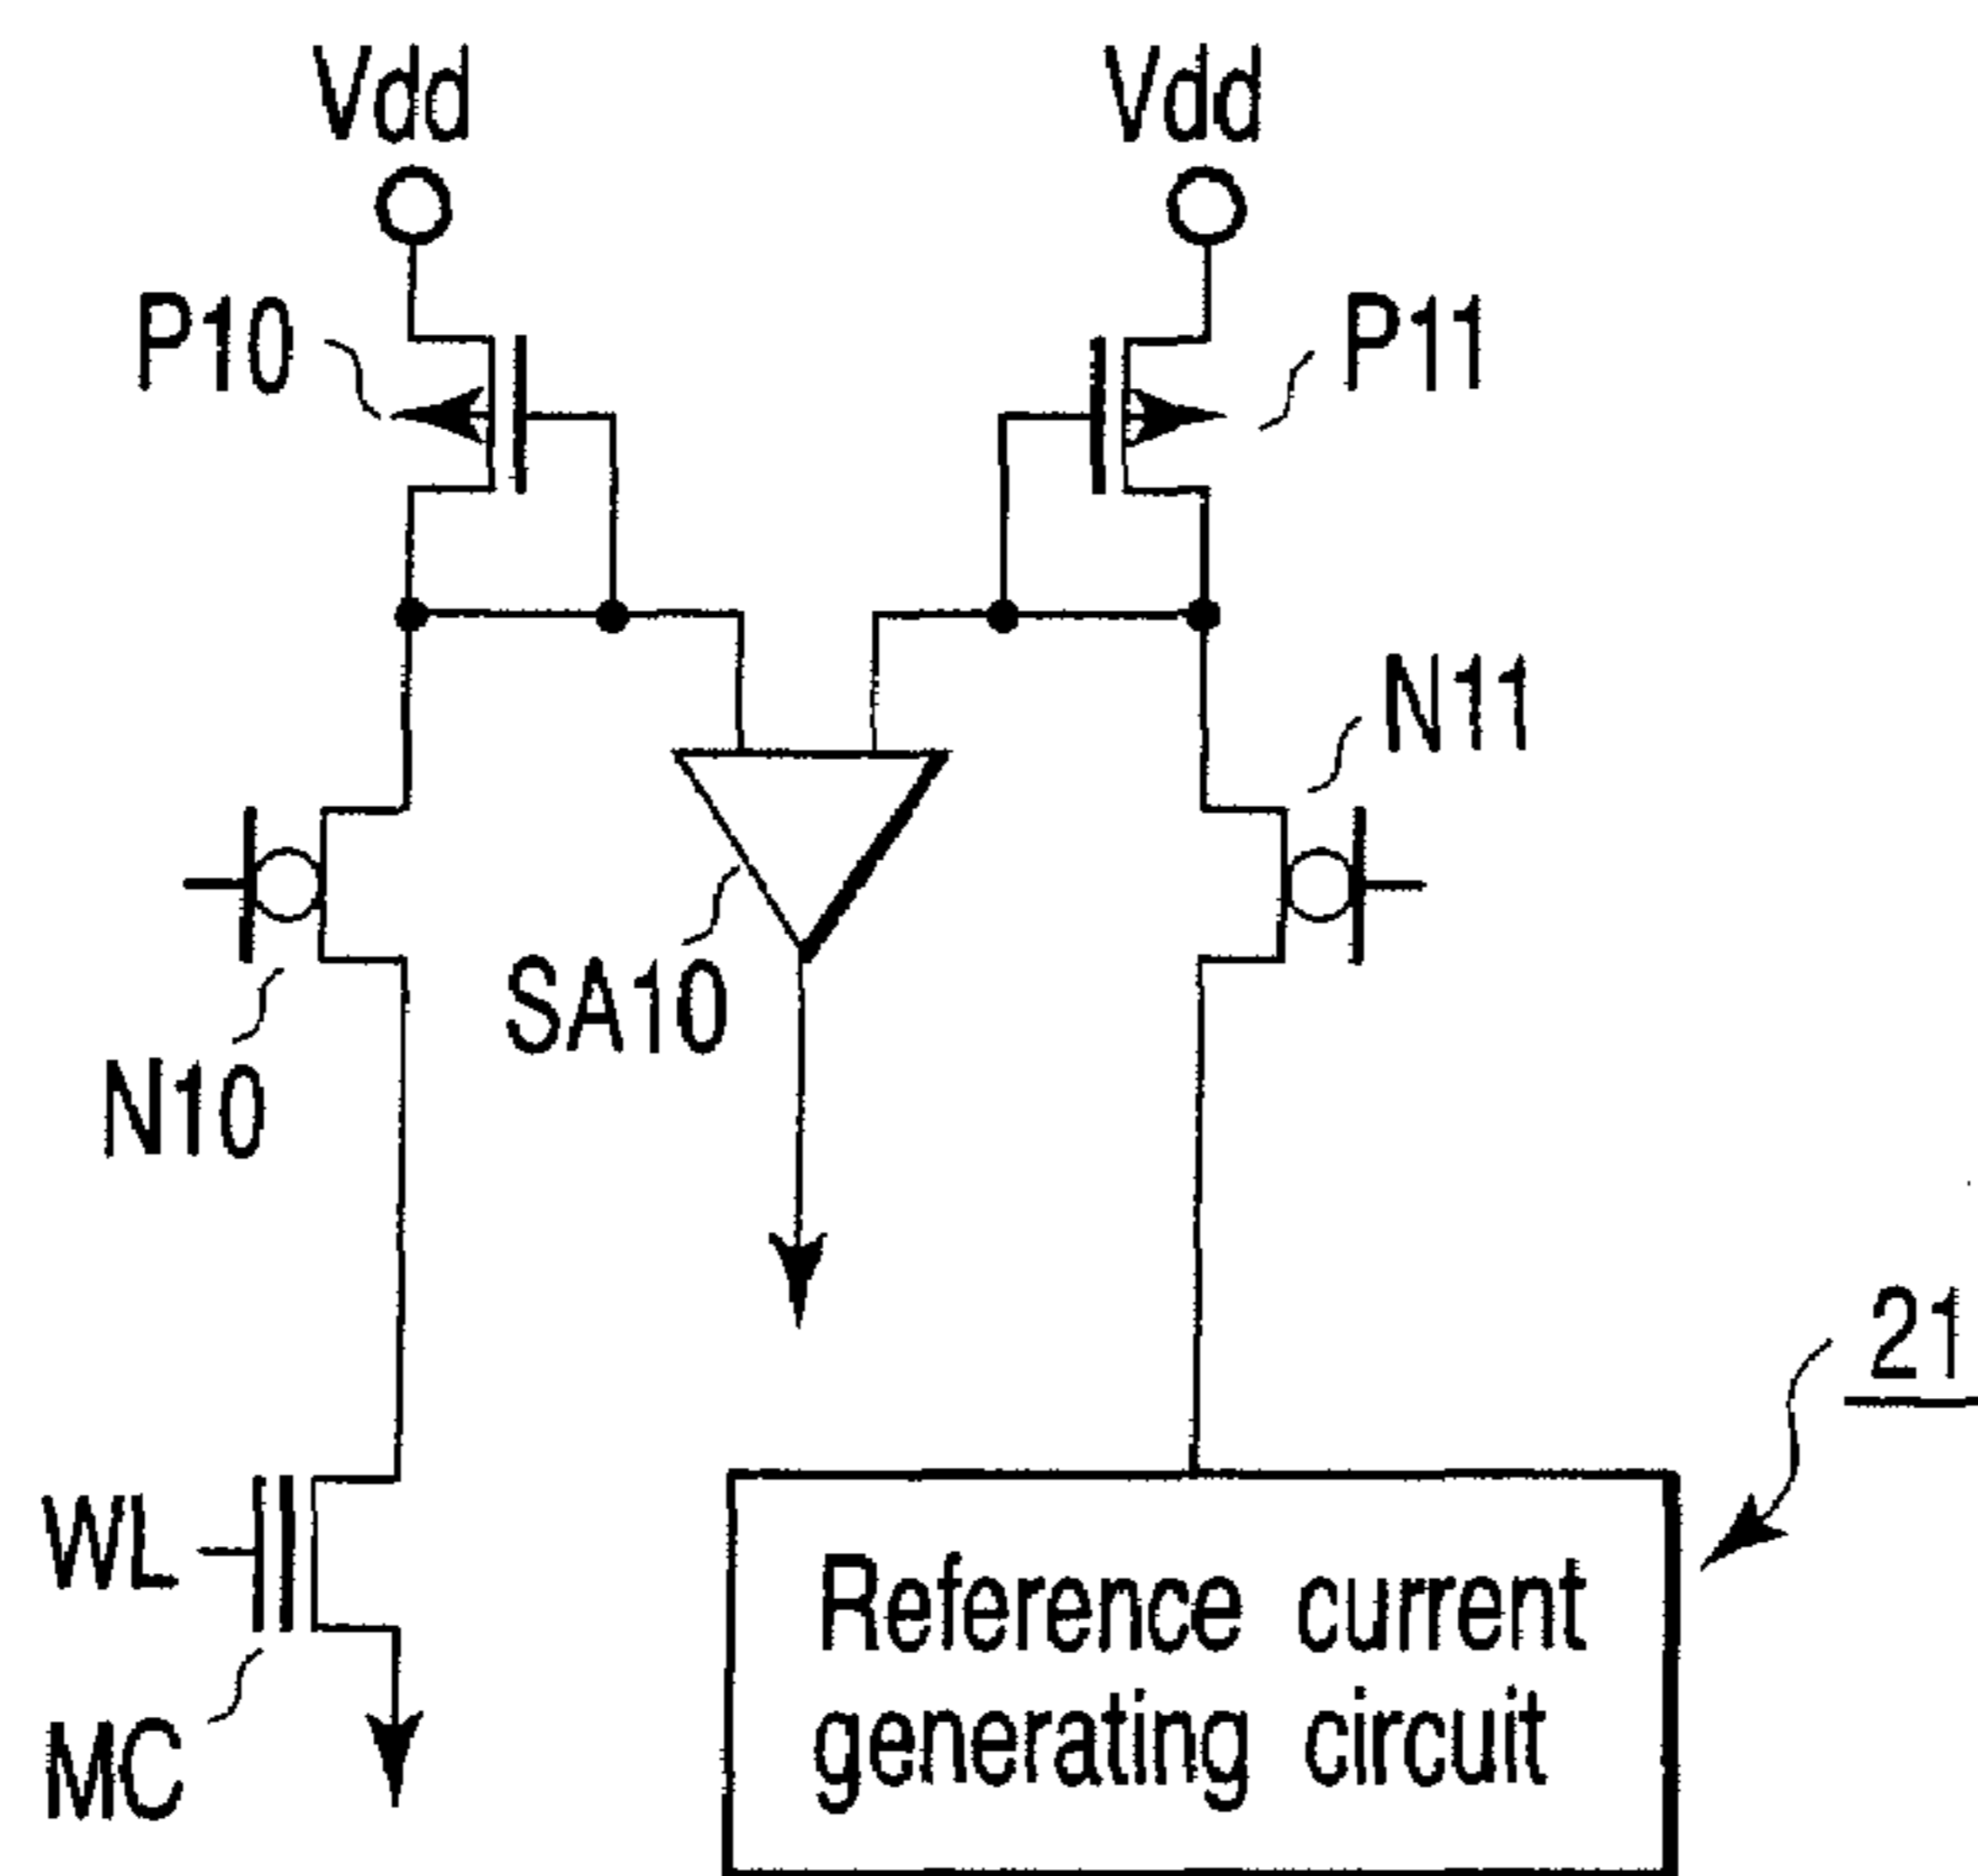 Vdd
Vdd
P10
P11
N11
SA10
N10
21
WL
Reference current
generating circuit
MC